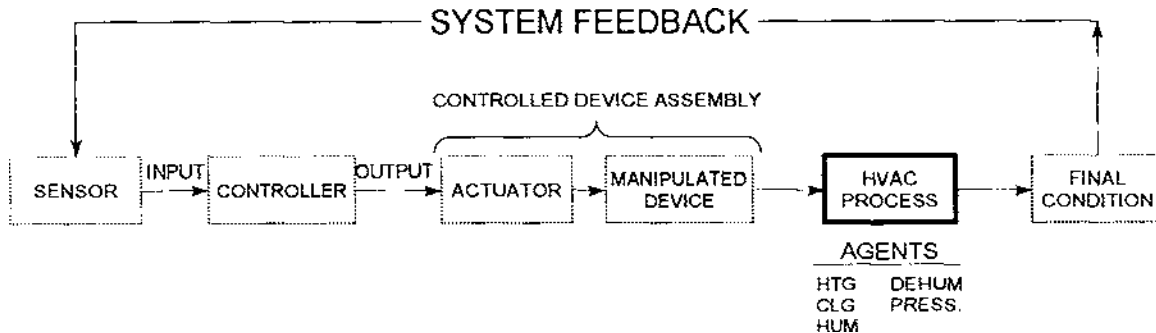 SYSTEM FEEDBACK
CONTROLLED DEVICE ASSEMBLY
SENSOR
INPUT
CONTROLLER
OUTPUT
ACTUATOR
MANIPULATED
DEVICE
HVAC
PROCESS
FINAL
CONDITION
AGENTS
HTG DEHUM
CLG PRESS.
HUM